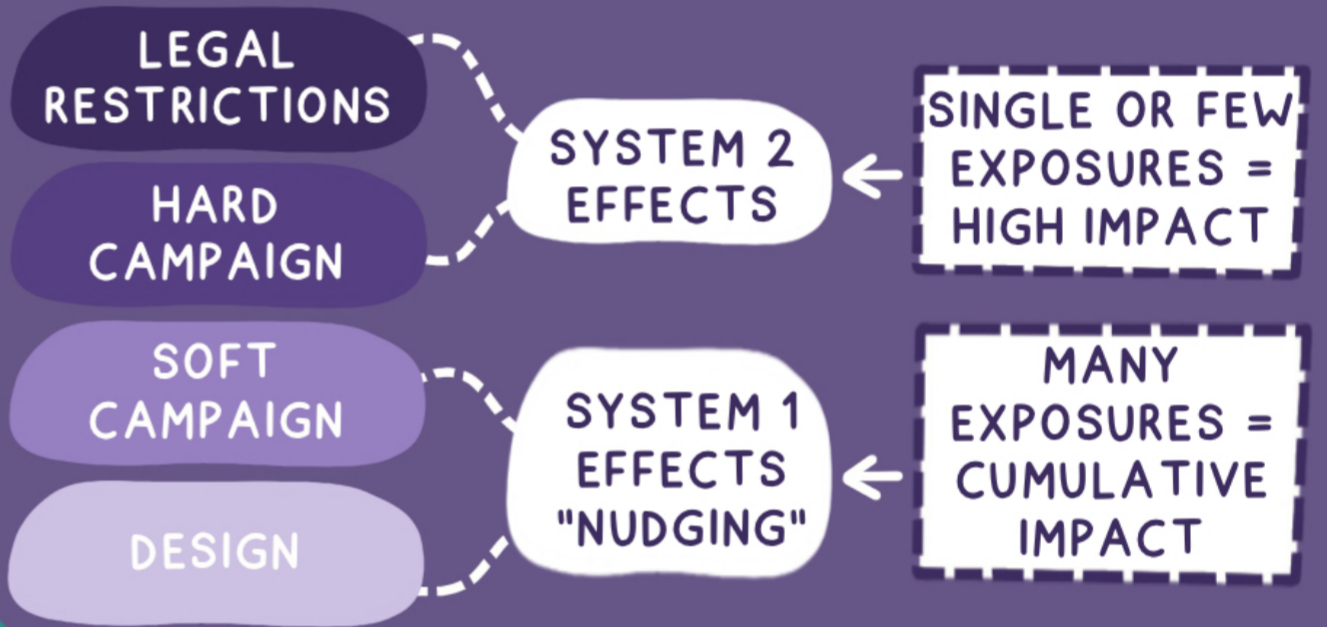 LEGAL
RESTRICTIONS
HARD
CAMPAIGN
SOFT
CAMPAIGN
DESIGN
SYSTEM 2
EFFECTS
SYSTEM 1
EFFECTS
"NUDGING"
SINGLE OR FEW
EXPOSURES =
HIGH IMPACT
MANY
EXPOSURES =
CUMULATIVE
IMPACT